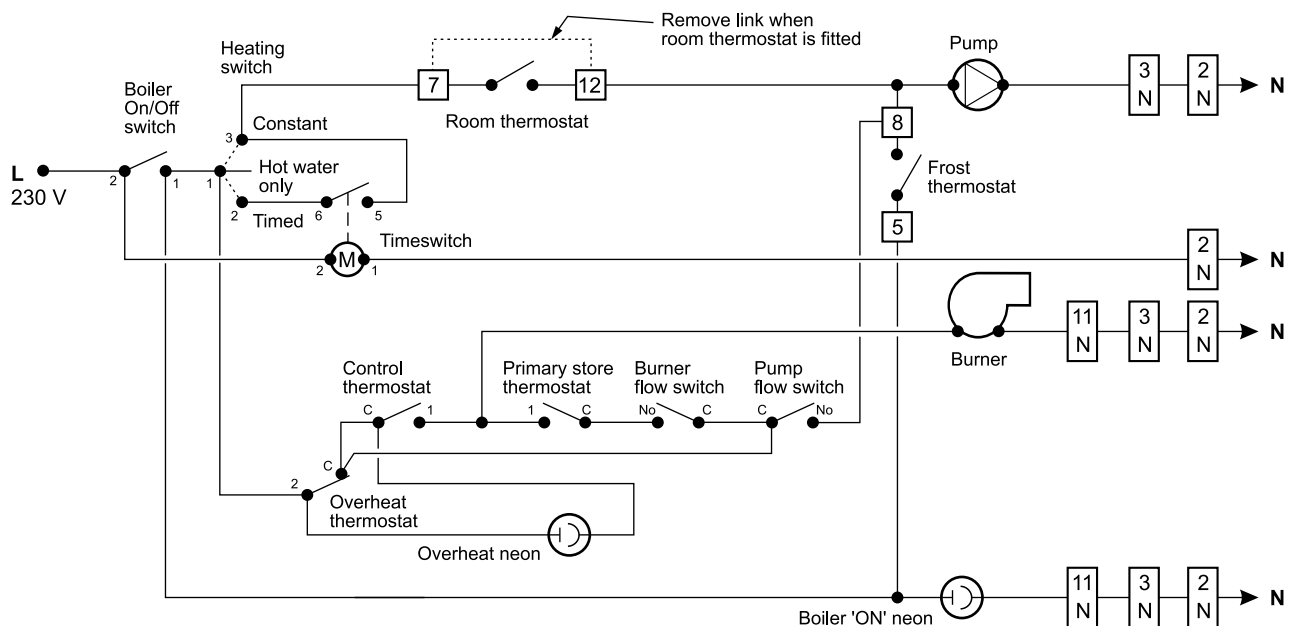 Remove link when
room thermostat is fitted
Heating
switch
Pump
Boiler
On/Off
switch
7
12
3
N
2
N
N
Room thermostat
3
Constant
8
L
230 V
2
1
1
Hot water
only
Frost
thermostat
2
Timed
6
5
5
Timeswitch
2
M
1
2
N
N
Burner
11
N
3
N
2
N
N
Control
thermostat
Primary store
thermostat
Burner
flow switch
Pump
flow switch
C
1
1
C
No
C
C
No
C
2
Overheat
thermostat
Overheat neon
Boiler 'ON' neon
11
N
3
N
2
N
N